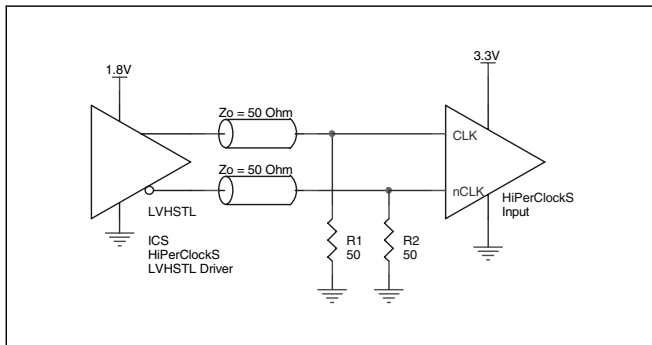 1.8V
3.3V
Zo = 50 Ohm
CLK
Zo = 50 Ohm
nCLK
HiPerClockS
Input
LVHSTL
ICS
HiPerClockS
LVHSTL Driver
R1
50
R2
50